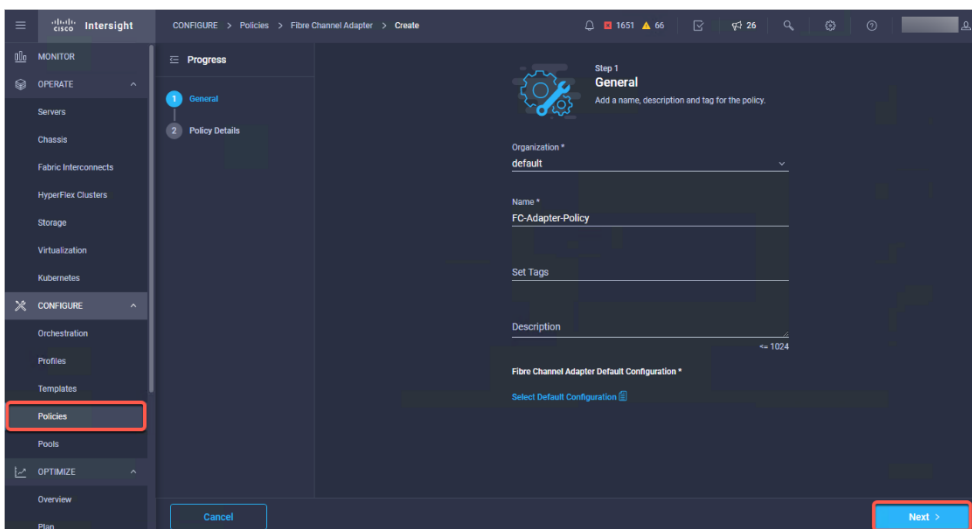 cisco Intersight
CONFIGURE > Policies > Fibre Channel Adapter > Create
1651 66 26
MONITOR
OPERATE
Servers
Chassis
Fabric Interconnects
HyperFlex Clusters
Storage
Virtualization
Kubernetes
CONFIGURE
Orchestration
Profiles
Templates
Policies
Pools
OPTIMIZE
Overview
Plan
Progress
1 General
2 Policy Details
Step 1
General
Add a name, description and tag for the policy.
Organization *
default
Name *
FC-Adapter-Policy
Set Tags
Description
<= 1024
Fibre Channel Adapter Default Configuration *
Select Default Configuration
Cancel
Next >